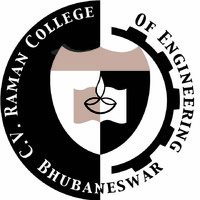 C.V. RAMAN COLLEGE
OF ENGINEERING
BHUBANESWAR